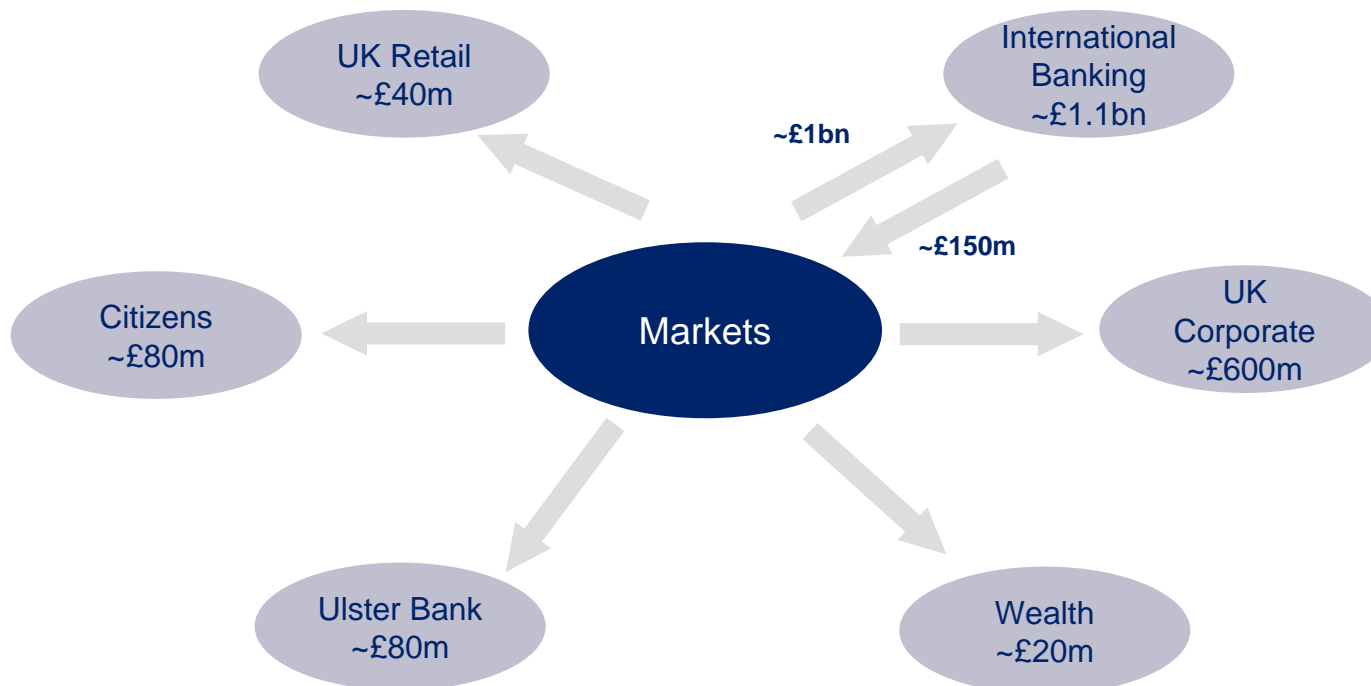 UK Retail
~£40m
International
Banking
~£1.1bn
~£1bn
~£150m
Citizens
~£80m
Markets
UK
Corporate
~£600m
Ulster Bank
~£80m
Wealth
~£20m